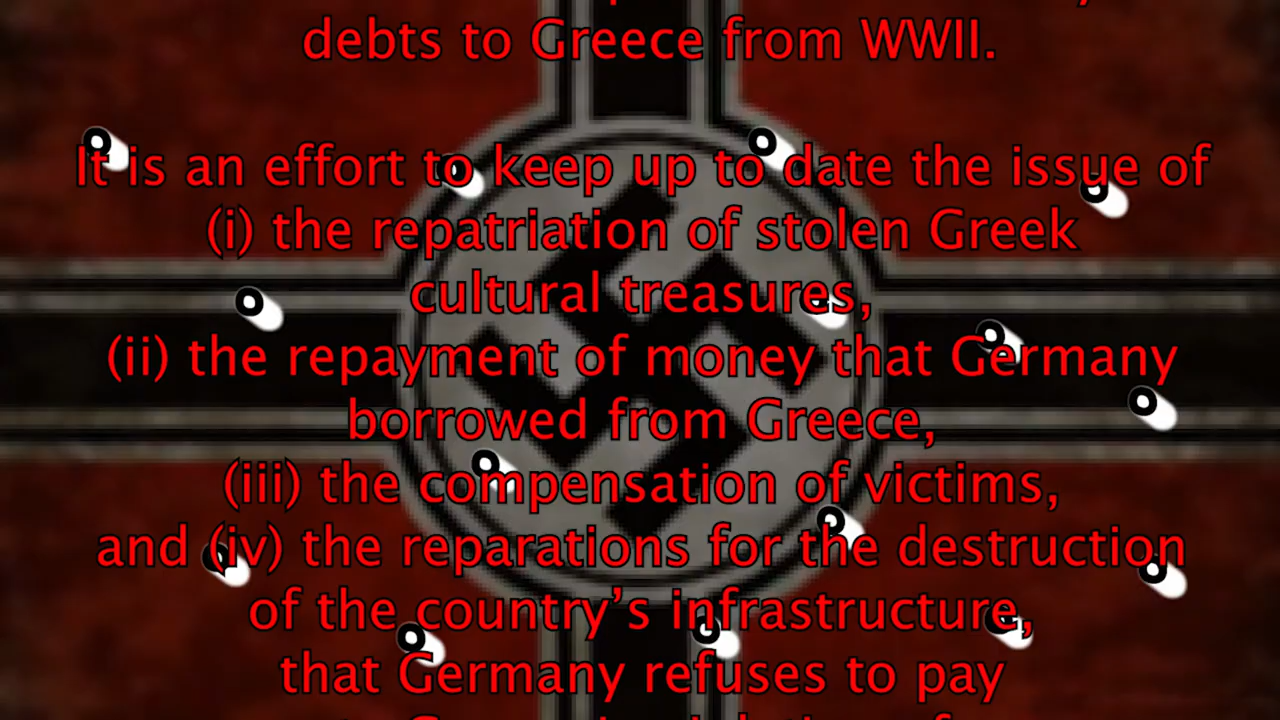 debts to Greece from WWII.
It is an effort to keep up to date the issue of
(i) the repatriation of stolen Greek
cultural treasures,
(ii) the repayment of money that Germany
borrowed from Greece,
(iii) the compensation of victims,
and (iv) the reparations for the destruction
of the country’s infrastructure,
that Germany refuses to pay